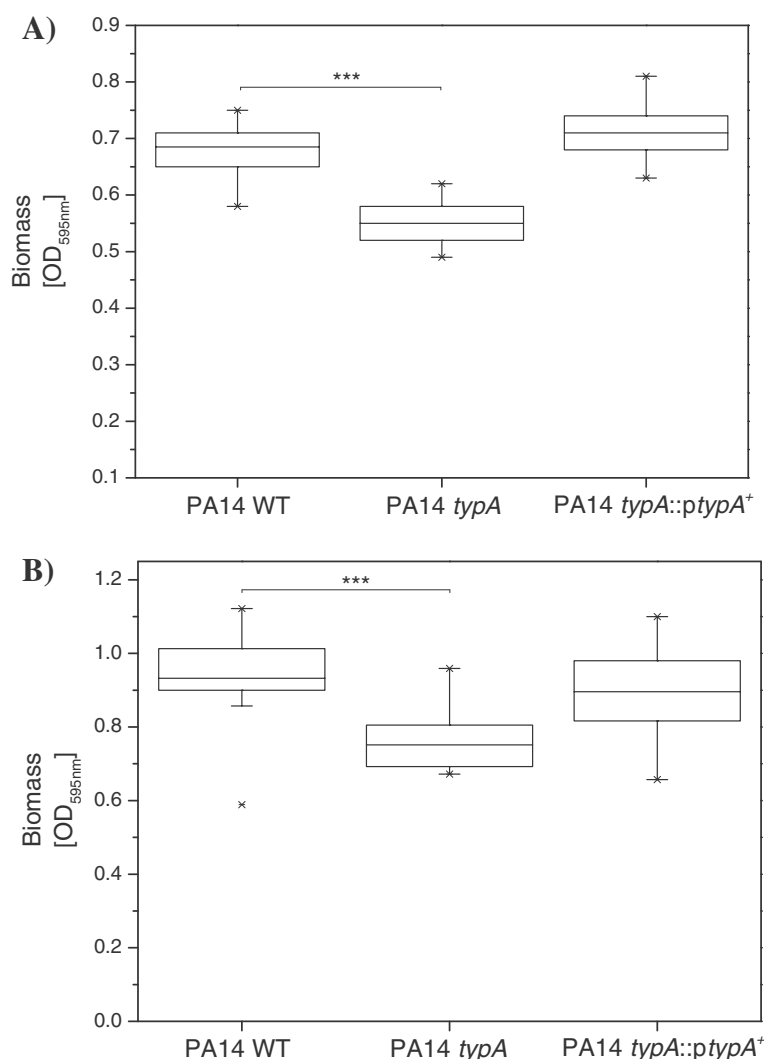 A)
0.9
0.8
0.7
0.6
0.5
0.4
0.3
0.2
0.1
Biomass
[OD595nm]
***
PA14 WT
PA14 typA
PA14 typA::ptypA+
B)
1.2
1.0
0.8
0.6
0.4
0.2
0.0
Biomass
[OD595nm]
***
PA14 WT
PA14 typA
PA14 typA::ptypA+